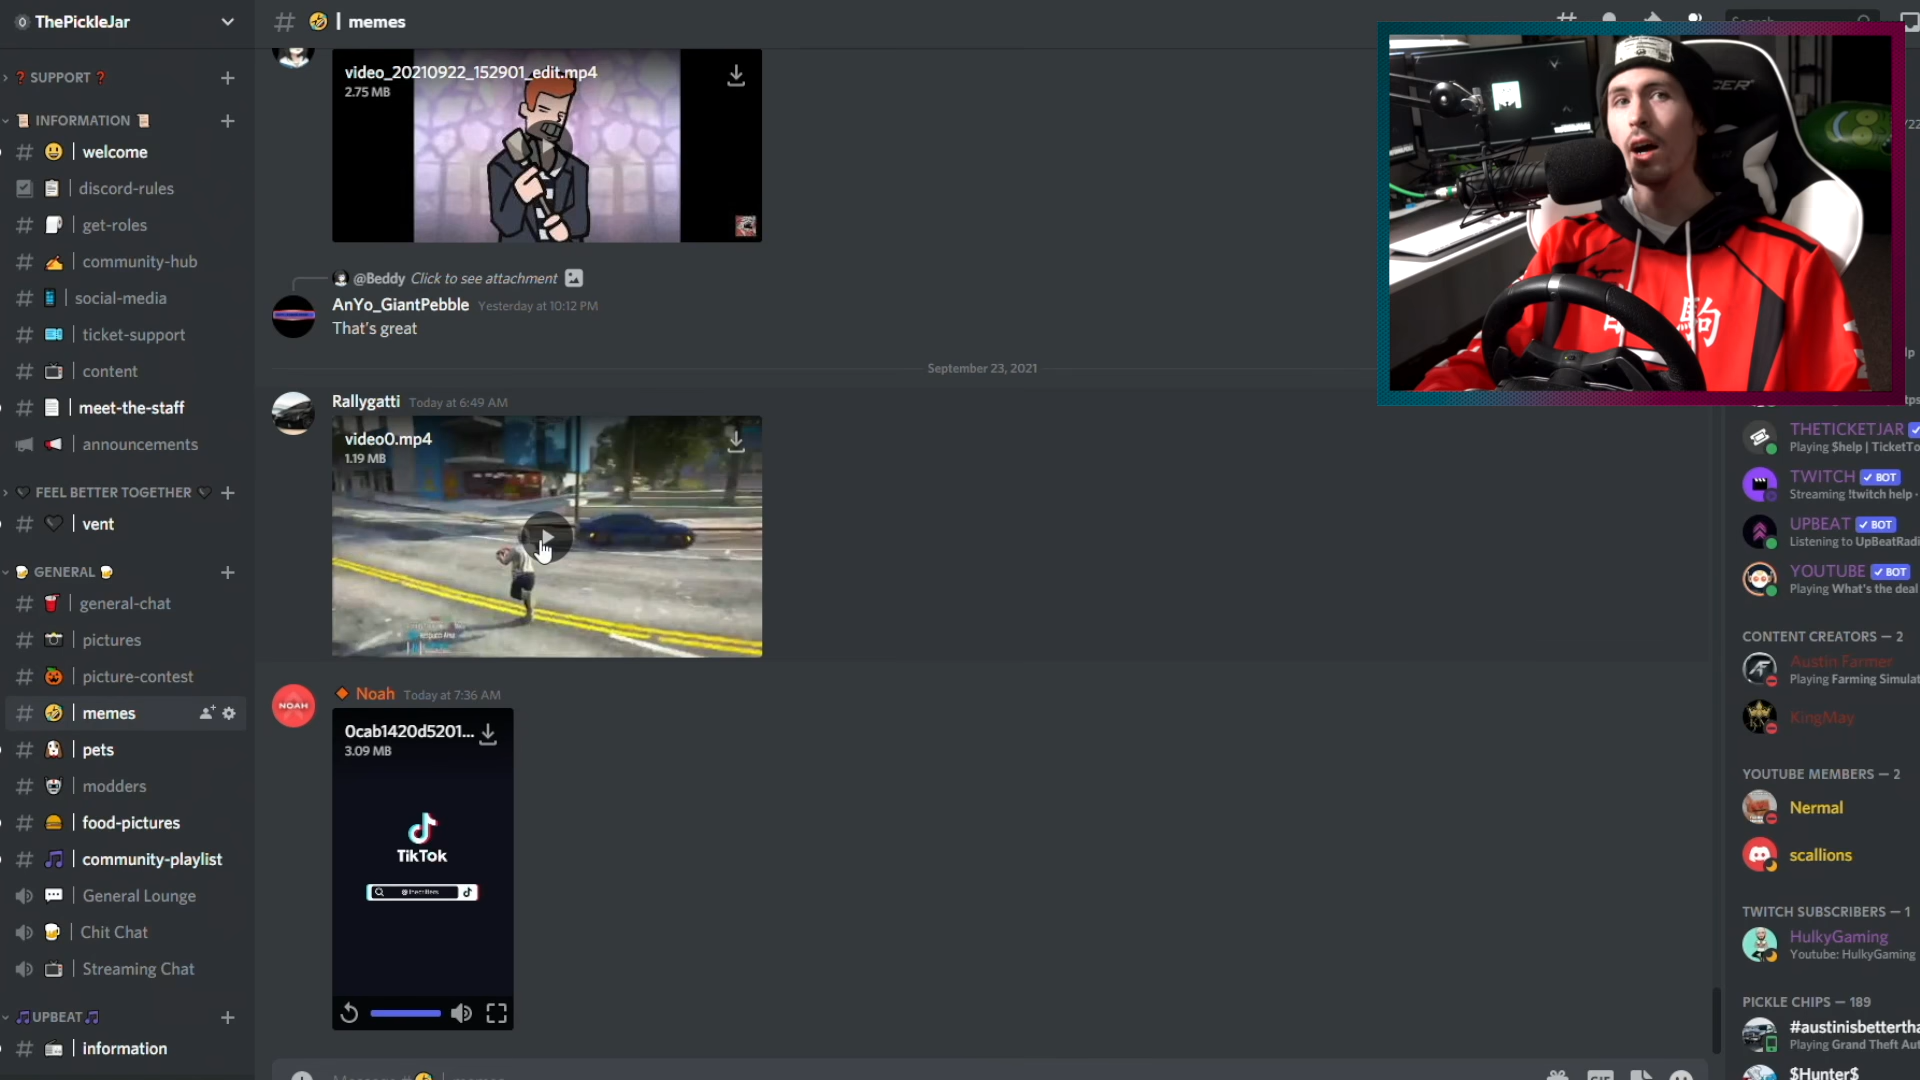 ThePickleJar
| memes
SUPPORT
INFORMATION
| welcome
discord-rules
get-roles
| community-hub
| social-media
| ticket-support
| content
| meet-the-staff
announcements
FEEL BETTER TOGETHER
| vent
GENERAL
| general-chat
| pictures
| picture-contest
| memes
| pets
| modders
| food-pictures
| community-playlist
| General Lounge
| Chit Chat
| Streaming Chat
UPBEAT
| information
video_20210922_152901_edit.mp4
2.75 MB
@Beddy Click to see attachment
AnYo_GiantPebble Yesterday at 10:12 PM
That's great
September 23, 2021
Rallygatti Today at 6:49 AM
video0.mp4
1.19 MB
Noah Today at 7:36 AM
NOAH
0cab1420d5201...
3.09 MB
TikTok
Search
THETICKETJAR
Playing $help | TicketTo
TWITCH ✓ BOT
Streaming !twitch help ·
UPBEAT ✓ BOT
Listening to UpBeatRadi
YOUTUBE ✓ BOT
Playing What's the deal
CONTENT CREATORS — 2
Austin Farmer
Playing Farming Simulat
KingMay
YOUTUBE MEMBERS — 2
Nermal
scallions
TWITCH SUBSCRIBERS — 1
HulkyGaming
Youtube: HulkyGaming
PICKLE CHIPS — 189
#austinisbettertha
Playing Grand Theft Aut
$Hunter$